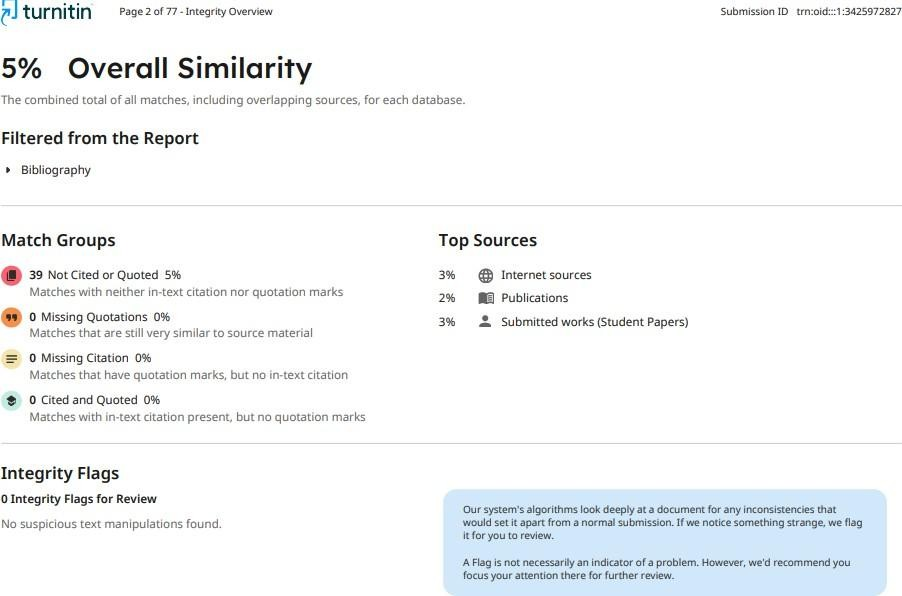 turnitin Page 2 of 77 - Integrity Overview Submission ID trn:oid:::1:3425972827
5% Overall Similarity
The combined total of all matches, including overlapping sources, for each database.
Filtered from the Report
Bibliography
Match Groups
39 Not Cited or Quoted 5%
Matches with neither in-text citation nor quotation marks
0 Missing Quotations 0%
Matches that are still very similar to source material
0 Missing Citation 0%
Matches that have quotation marks, but no in-text citation
0 Cited and Quoted 0%
Matches with in-text citation present, but no quotation marks
Top Sources
3% Internet sources
2% Publications
3% Submitted works (Student Papers)
Integrity Flags
0 Integrity Flags for Review
No suspicious text manipulations found.
Our system's algorithms look deeply at a document for any inconsistencies that
would set it apart from a normal submission. If we notice something strange, we flag
it for you to review.
A Flag is not necessarily an indicator of a problem. However, we'd recommend you
focus your attention there for further review.